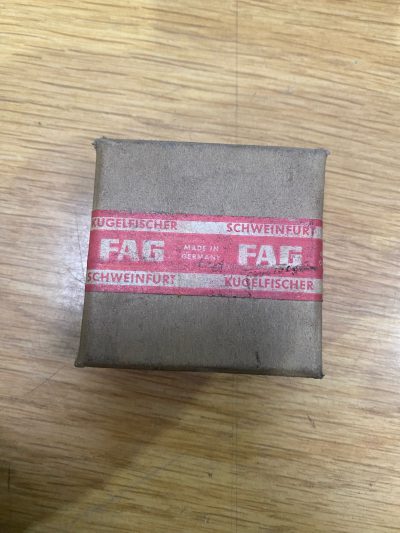 KUGELFISCHER SCHWEINFURT
FAG MADE IN GERMANY FAG
SCHWEINFURT KUGELFISCHER